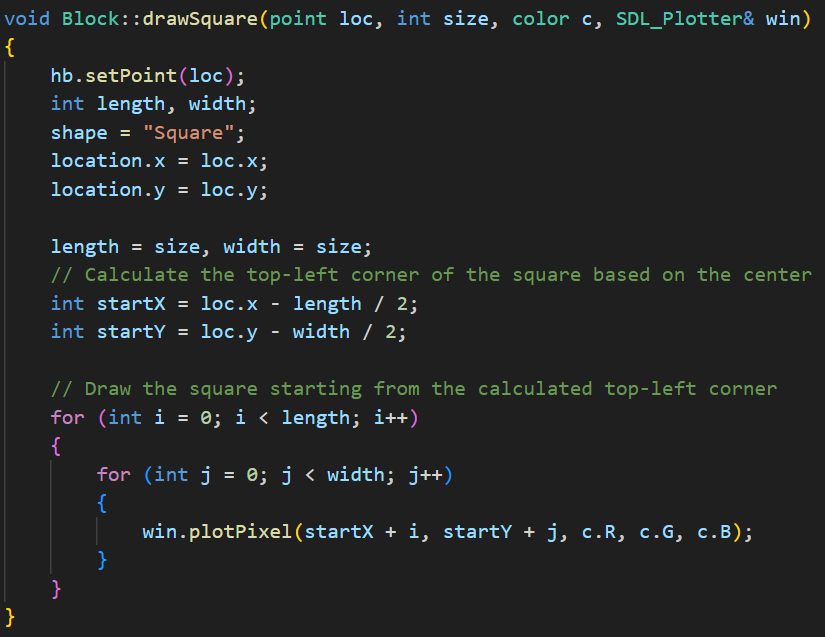 void Block::drawSquare(point loc, int size, color c, SDL_Plotter& win)
{
    hb.setPoint(loc);
    int length, width;
    shape = "Square";
    location.x = loc.x;
    location.y = loc.y;

    length = size, width = size;
    // Calculate the top-left corner of the square based on the center
    int startX = loc.x - length / 2;
    int startY = loc.y - width / 2;

    // Draw the square starting from the calculated top-left corner
    for (int i = 0; i < length; i++)
    {
        for (int j = 0; j < width; j++)
        {
            win.plotPixel(startX + i, startY + j, c.R, c.G, c.B);
        }
    }
}